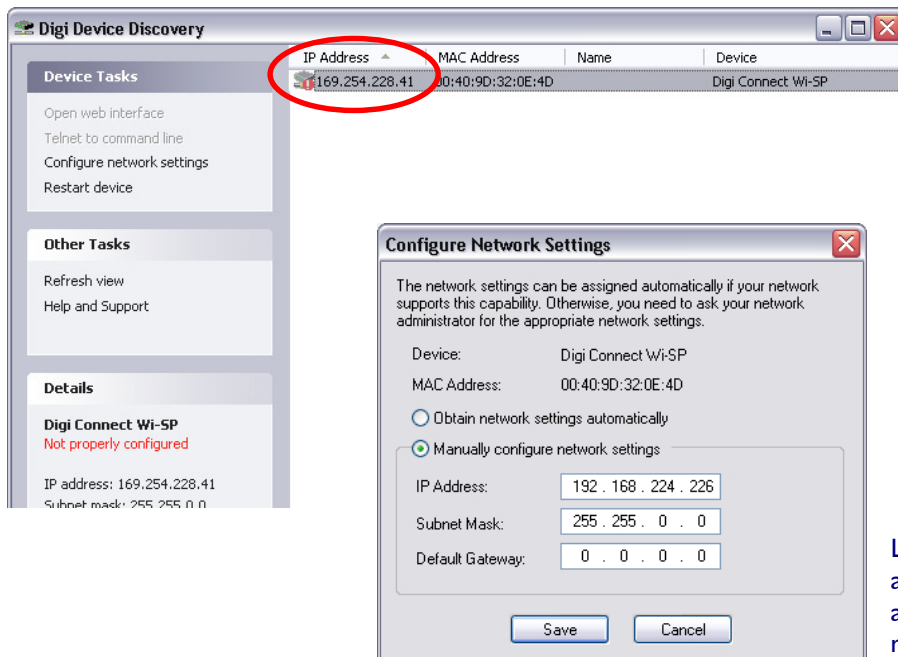 Digi Device Discovery
Device Tasks
Open web interface
Telnet to command line
Configure network settings
Restart device
Other Tasks
Refresh view
Help and Support
Details
Digi Connect Wi-SP
Not properly configured
IP address: 169.254.228.41
Subnet mask: 255.255.0.0
IP Address MAC Address Name Device
169.254.228.41 00:40:9D:32:0E:4D Digi Connect Wi-SP
Configure Network Settings
The network settings can be assigned automatically if your network
supports this capability. Otherwise, you need to ask your network
administrator for the appropriate network settings.
Device: Digi Connect Wi-SP
MAC Address: 00:40:9D:32:0E:4D
Obtain network settings automatically
Manually configure network settings
IP Address: 192 . 168 . 224 . 226
Subnet Mask: 255 . 255 . 0 . 0
Default Gateway: 0 . 0 . 0 . 0
Save Cancel